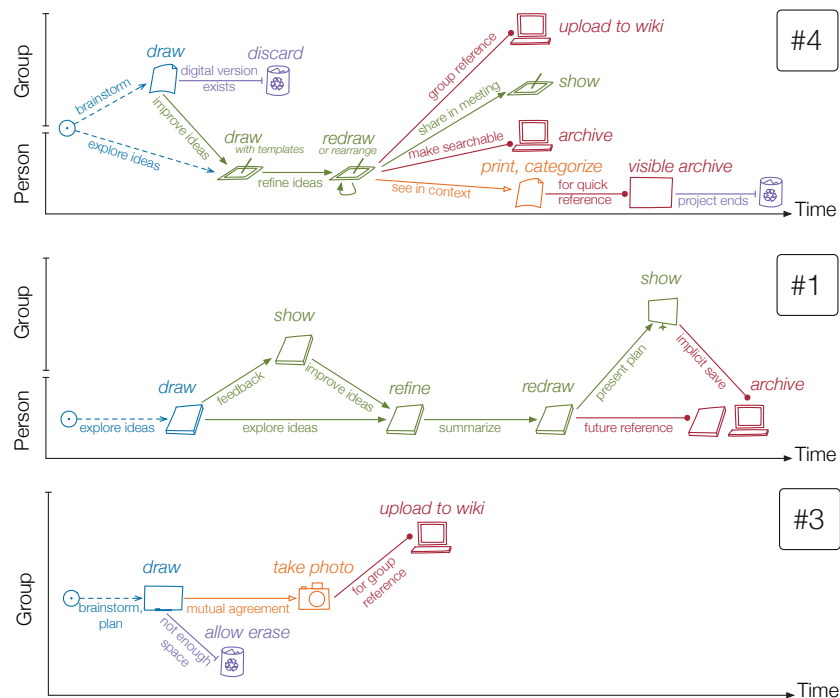 #4
Group
Person
draw
discard
digital version
exists
brainstorm
explore ideas
improve ideas
draw
with templates
refine ideas
redraw
or rearrange
group reference
upload to wiki
share in meeting
show
make searchable
archive
see in context
print, categorize
for quick
reference
visible archive
project ends
Time
#1
Group
Person
show
show
feedback
improve ideas
present plan
implicit save
draw
refine
redraw
archive
explore ideas
explore ideas
summarize
future reference
Time
#3
Group
upload to wiki
draw
take photo
for group
reference
brainstorm,
plan
mutual agreement
not enough
space
allow erase
Time